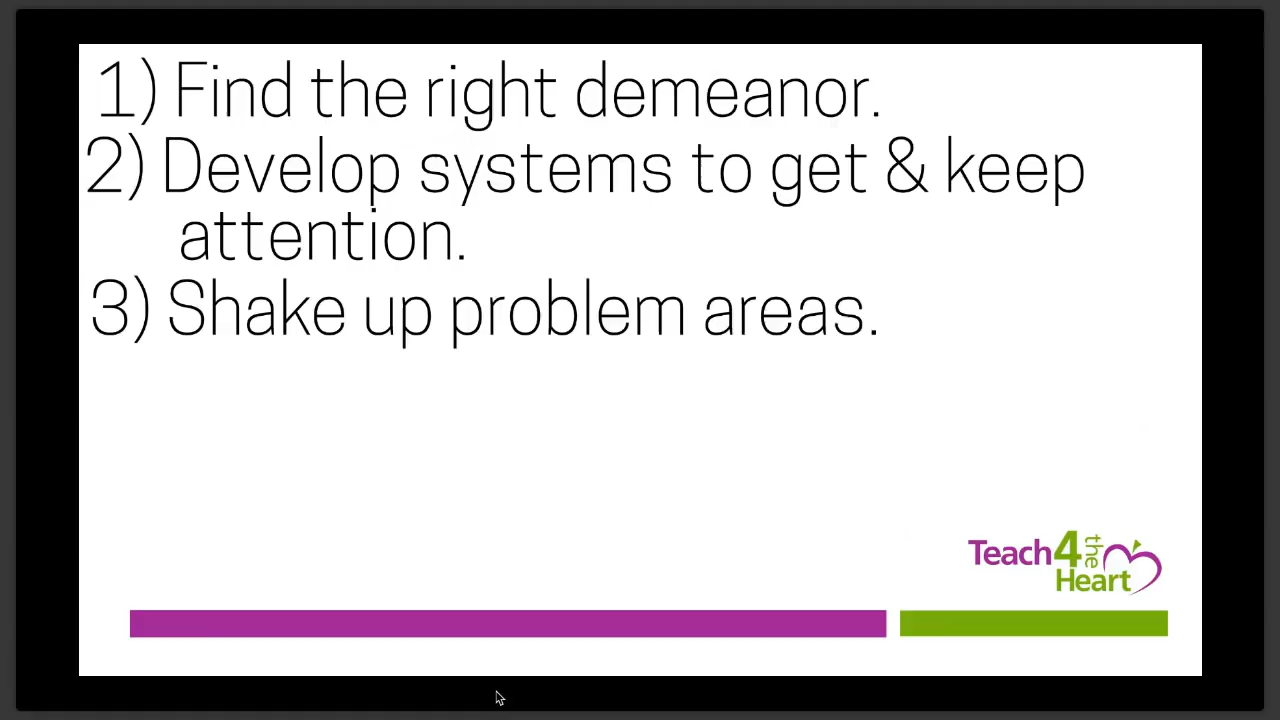 1) Find the right demeanor.
2) Develop systems to get & keep
attention.
3) Shake up problem areas.
Teach4the
Heart